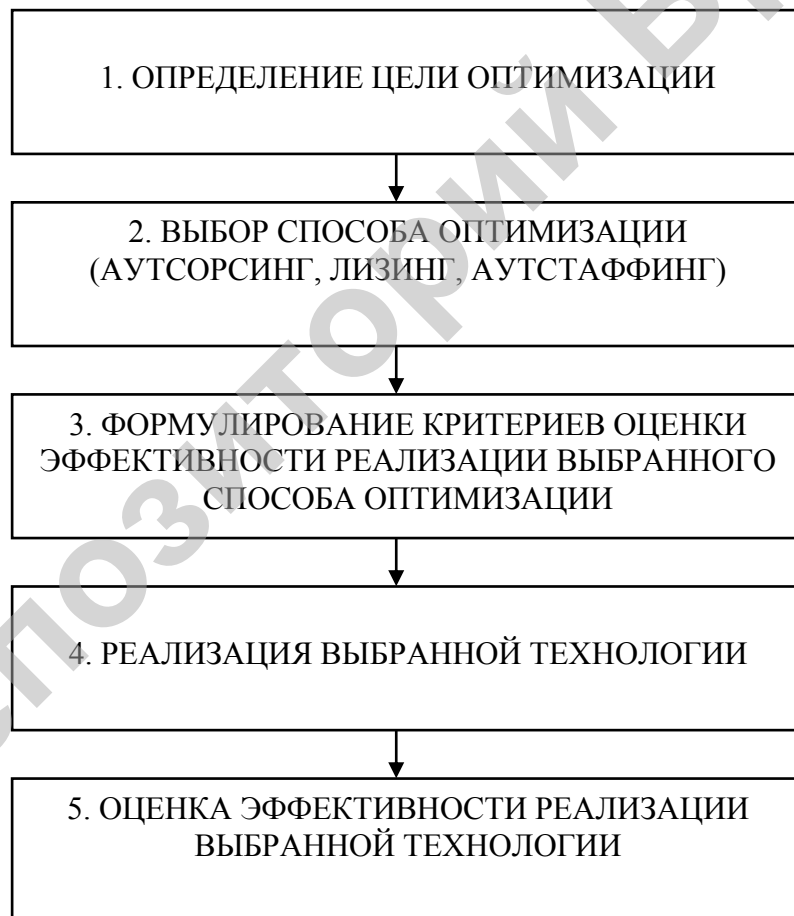 1. ОПРЕДЕЛЕНИЕ ЦЕЛИ ОПТИМИЗАЦИИ
2. ВЫБОР СПОСОБА ОПТИМИЗАЦИИ
(АУТСОРСИНГ, ЛИЗИНГ, АУТСТАФФИНГ)
3. ФОРМУЛИРОВАНИЕ КРИТЕРИЕВ ОЦЕНКИ
ЭФФЕКТИВНОСТИ РЕАЛИЗАЦИИ ВЫБРАННОГО
СПОСОБА ОПТИМИЗАЦИИ
4. РЕАЛИЗАЦИЯ ВЫБРАННОЙ ТЕХНОЛОГИИ
5. ОЦЕНКА ЭФФЕКТИВНОСТИ РЕАЛИЗАЦИИ
ВЫБРАННОЙ ТЕХНОЛОГИИ